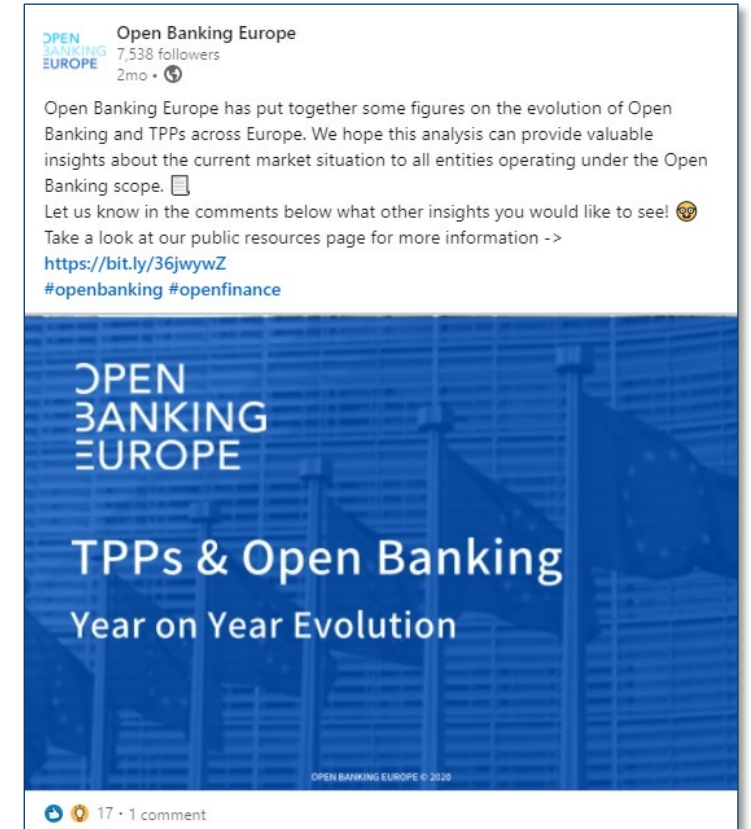 OPEN
BANKING
EUROPE
Open Banking Europe
7,538 followers
2mo •
Open Banking Europe has put together some figures on the evolution of Open
Banking and TPPs across Europe. We hope this analysis can provide valuable
insights about the current market situation to all entities operating under the Open
Banking scope.
Let us know in the comments below what other insights you would like to see!
Take a look at our public resources page for more information ->
https://bit.ly/36jwywZ
#openbanking #openfinance
OPEN
BANKING
EUROPE
TPPs & Open Banking
Year on Year Evolution
OPEN BANKING EUROPE © 2020
17 • 1 comment